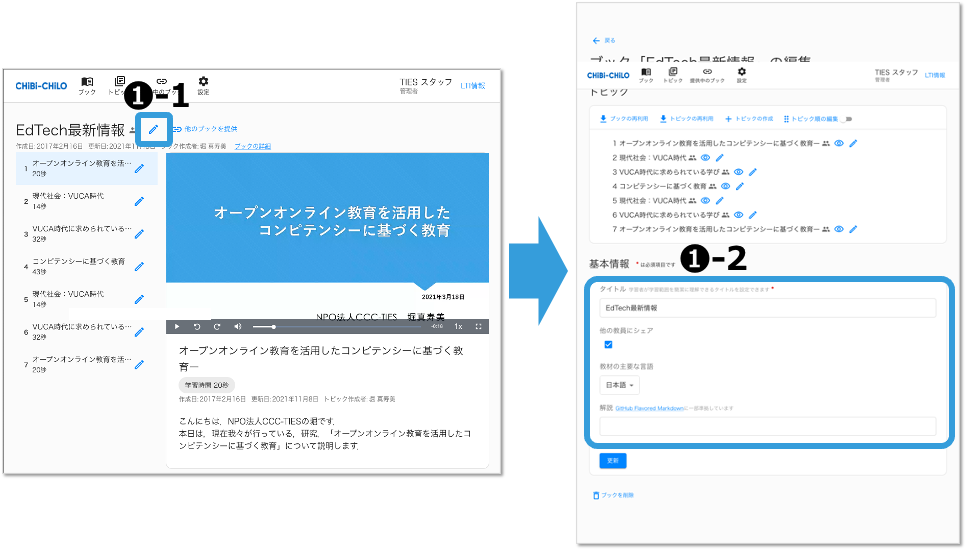 CHiBi-CHiLO
ブック
トピック
中のブック
設定
TIES スタッフ
管理者
LTI情報
❶-1
EdTech最新情報
他のブックを提供
作成日: 2017年2月16日 更新日:2021年11月8日 ブック作成者: 堀 真寿美 ブックの詳細
1 オープンオンライン教育を活…
20秒
2 現代社会：VUCA時代
14秒
3 VUCA時代に求められている…
32秒
4 コンピテンシーに基づく教育
43秒
5 現代社会：VUCA時代
14秒
6 VUCA時代に求められている…
32秒
7 オープンオンライン教育を活…
20秒
オープンオンライン教育を活用した
コンピテンシーに基づく教育
2021年3月18日
NPO法人CCC-TIES 堀真寿美
-0:18
1x
オープンオンライン教育を活用したコンピテンシーに基づく教
育ー
学習時間 20秒
作成日: 2017年2月16日 更新日:2021年11月8日 トピック作成者: 堀 真寿美
こんにちは、NPO法人CCC-TIESの堀です。
本日は、現在我々が行っている，研究，「オープンオンライン教育を活用したコ
ンピテンシーに基づく教育」について説明します．
戻る
ブック「EdTech最新情報」の編集
CHiBi-CHiLO
ブック
トピック
提供中のブック
設定
TIES スタッフ
管理者
LTI情報
トピック
ブックの再利用
トピックの再利用
トピックの作成
トピック順の編集
1 オープンオンライン教育を活用したコンピテンシーに基づく教育ー
2 現代社会：VUCA時代
3 VUCA時代に求められている学び
4 コンピテンシーに基づく教育
5 現代社会：VUCA時代
6 VUCA時代に求められている学び
7 オープンオンライン教育を活用したコンピテンシーに基づく教育ー
基本情報 * は必須項目です
❶-2
タイトル 学習者が学習範囲を簡潔に理解できるタイトルを設定できます *
EdTech最新情報
他の教員にシェア
教材の主要な言語
日本語
解説 GitHub Flavored Markdownに一部準拠しています
更新
ブックを削除